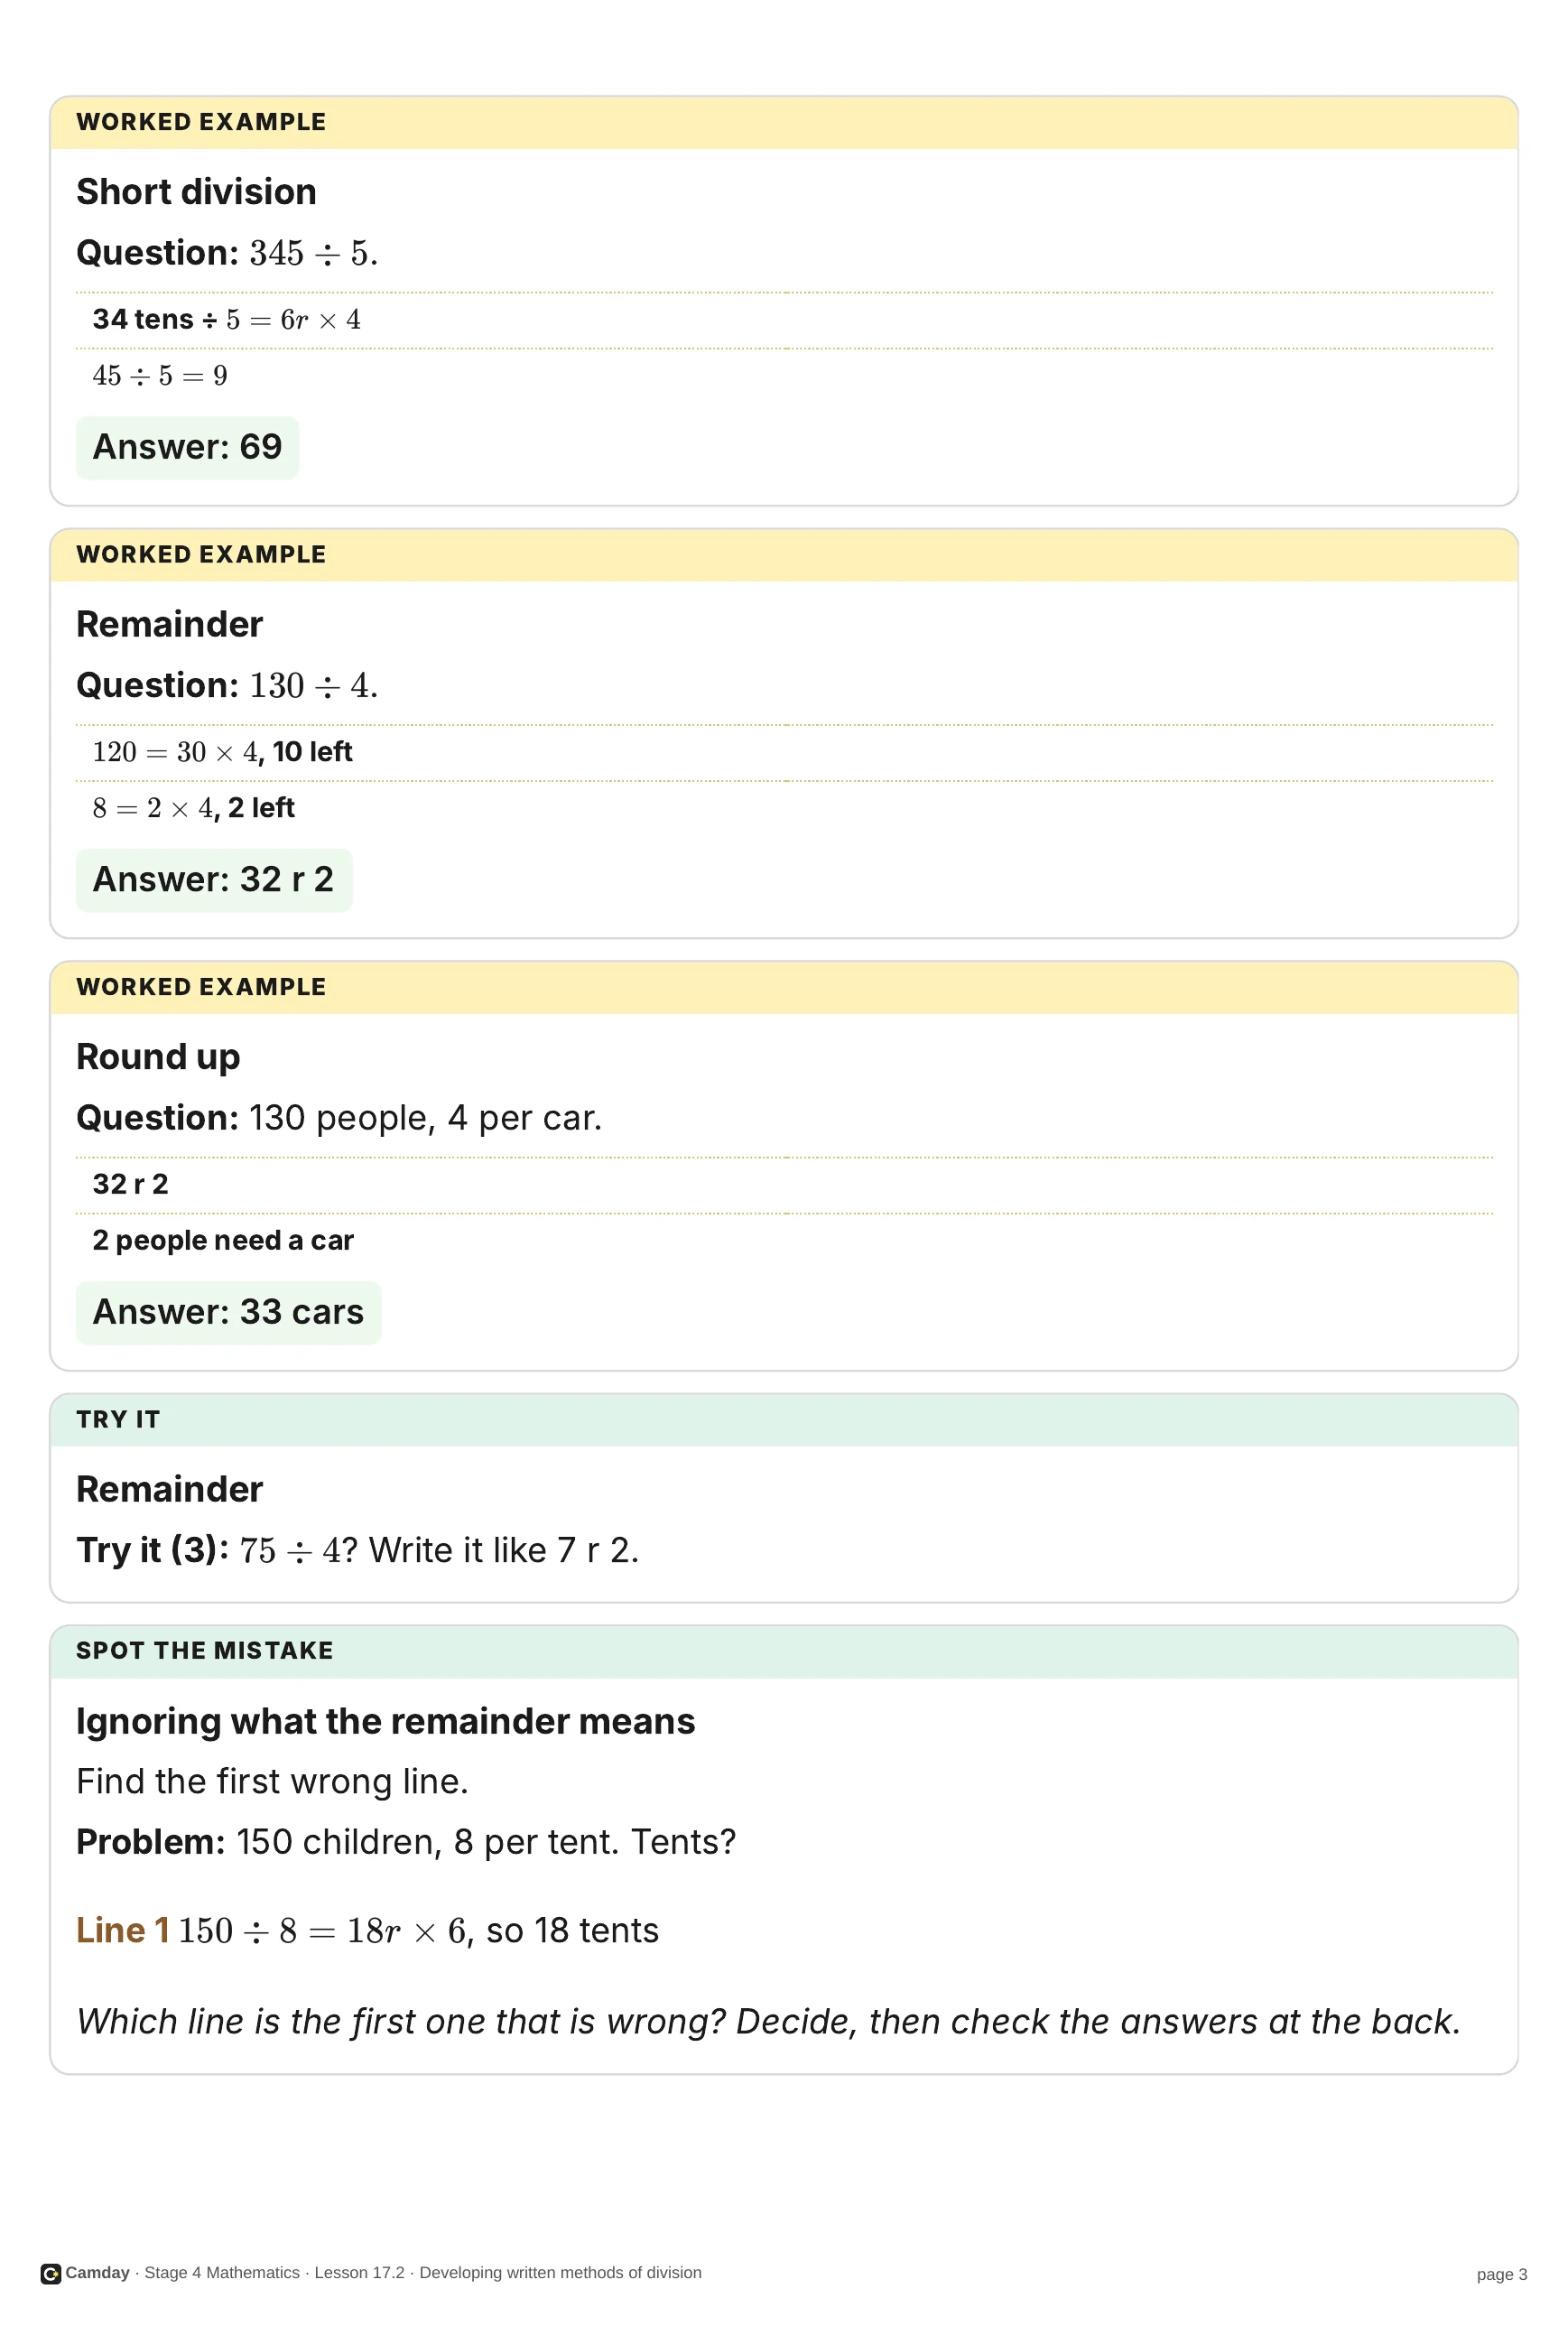 WORKED EXAMPLE
Short division
Question: 345 ÷ 5.
34 tens ÷ 5 = 6r × 4
45 ÷ 5 = 9
Answer: 69
WORKED EXAMPLE
Remainder
Question: 130 ÷ 4.
120 = 30 × 4, 10 left
8 = 2 × 4, 2 left
Answer: 32 r 2
WORKED EXAMPLE
Round up
Question: 130 people, 4 per car.
32 r 2
2 people need a car
Answer: 33 cars
TRY IT
Remainder
Try it (3): 75 ÷ 4? Write it like 7 r 2.
SPOT THE MISTAKE
Ignoring what the remainder means
Find the first wrong line.
Problem: 150 children, 8 per tent. Tents?
Line 1 150 ÷ 8 = 18r × 6, so 18 tents
Which line is the first one that is wrong? Decide, then check the answers at the back.
Camday · Stage 4 Mathematics · Lesson 17.2 · Developing written methods of division
page 3